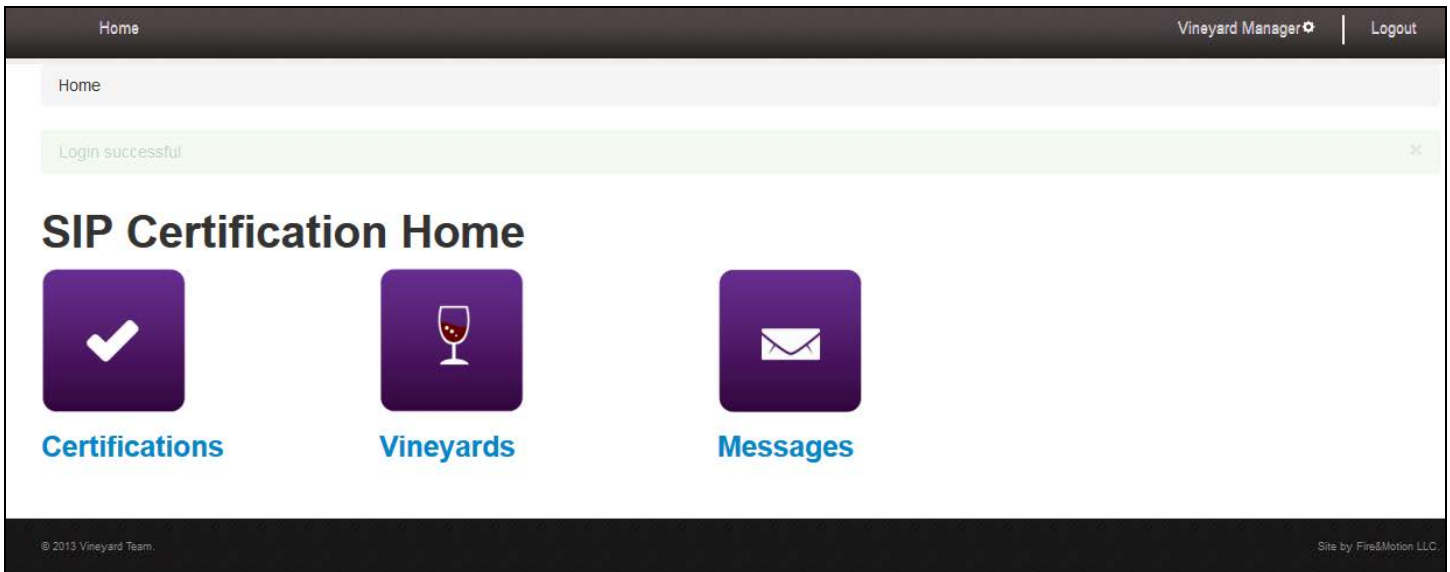 Home
Vineyard Manager
Logout
Home
Login successful
SIP Certification Home
Certifications
Vineyards
Messages
© 2013 Vineyard Team.
Site by Fire&Motion LLC.